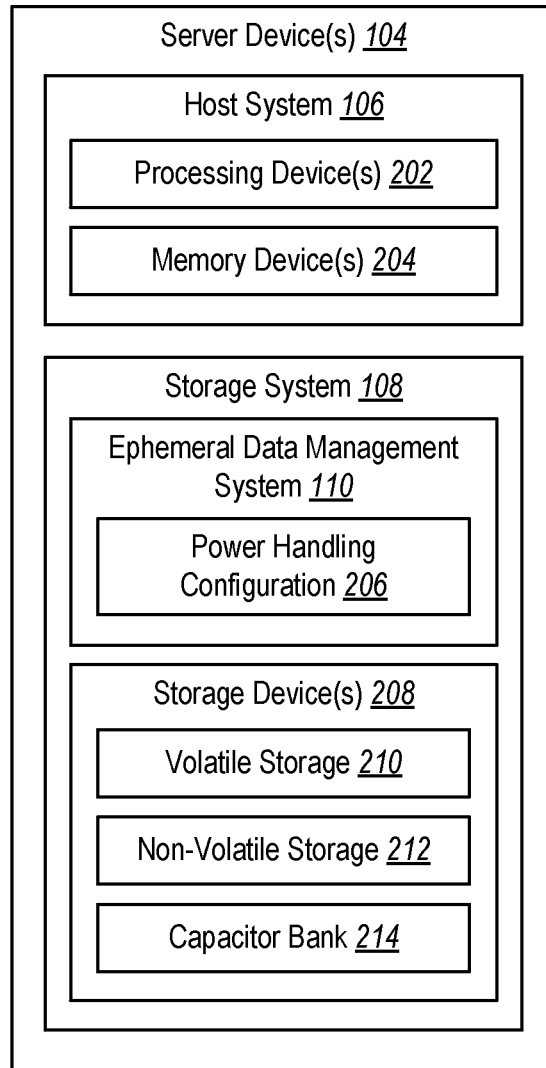 Server Device(s) 104
Host System 106
Processing Device(s) 202
Memory Device(s) 204
Storage System 108
Ephemeral Data Management
System 110
Power Handling
Configuration 206
Storage Device(s) 208
Volatile Storage 210
Non-Volatile Storage 212
Capacitor Bank 214